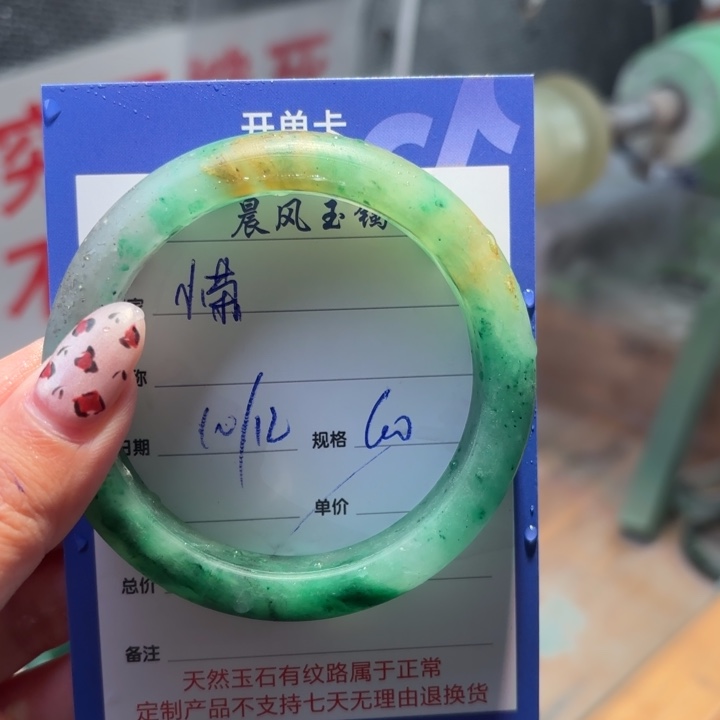 开单卡
晨风玉镯
10/12 规格 60
日期
单价
总价
备注
天然玉石有纹路属于正常
定制产品不支持七天无理由退换货